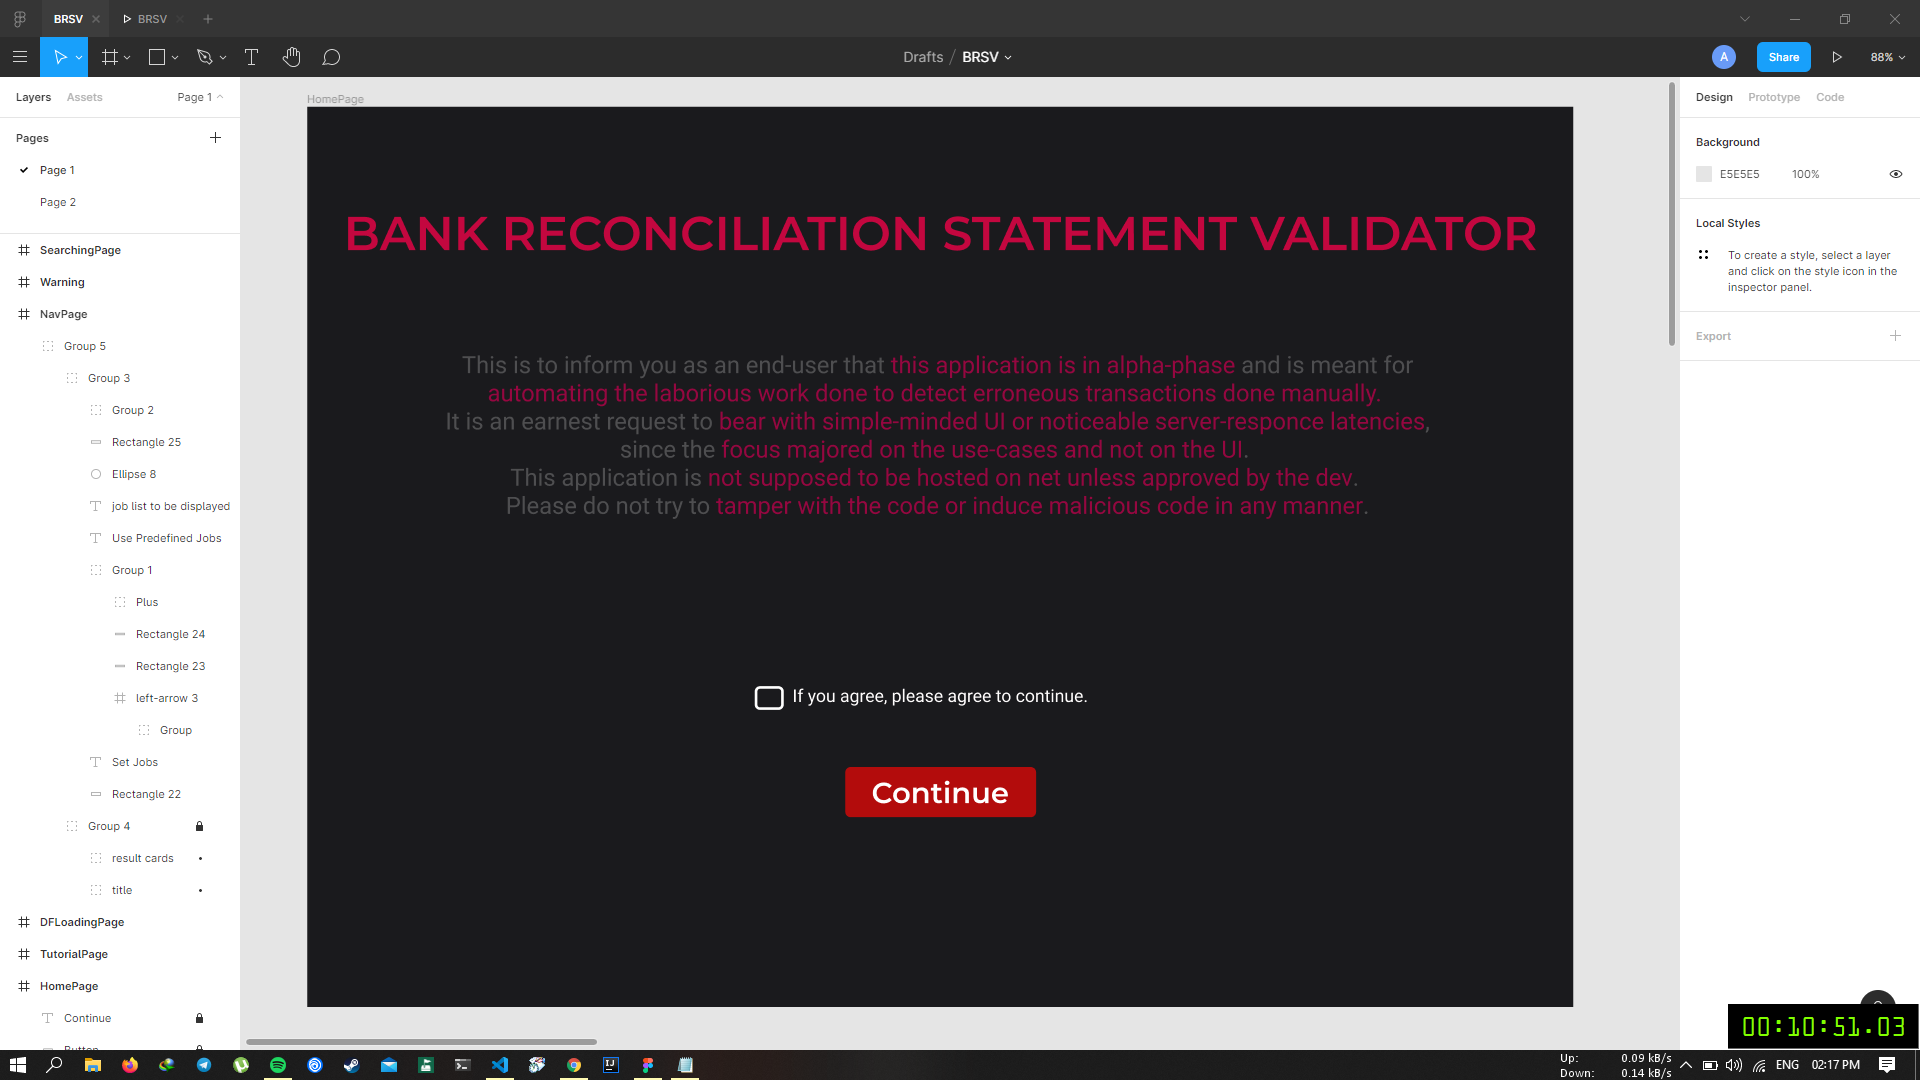 BRSV
BRSV
Drafts / BRSV
A
Share
88%
Layers
Assets
Page 1
Pages
Page 1
Page 2
SearchingPage
Warning
NavPage
Group 5
Group 3
Group 2
Rectangle 25
Ellipse 8
job list to be displayed
Use Predefined Jobs
Group 1
Plus
Rectangle 24
Rectangle 23
left-arrow 3
Group
Set Jobs
Rectangle 22
Group 4
result cards
title
DFLoadingPage
TutorialPage
HomePage
Continue
Button
HomePage
BANK RECONCILIATION STATEMENT VALIDATOR
This is to inform you as an end-user that this application is in alpha-phase and is meant for
automating the laborious work done to detect erroneous transactions done manually.
It is an earnest request to bear with simple-minded UI or noticeable server-responce latencies,
since the focus majored on the use-cases and not on the UI.
This application is not supposed to be hosted on net unless approved by the dev.
Please do not try to tamper with the code or induce malicious code in any manner.
If you agree, please agree to continue.
Continue
Design
Prototype
Code
Background
E5E5E5
100%
Local Styles
To create a style, select a layer
and click on the style icon in the
inspector panel.
Export
00:10:51.03
Up: 0.09 kB/s
Down: 0.14 kB/s
ENG
02:17 PM